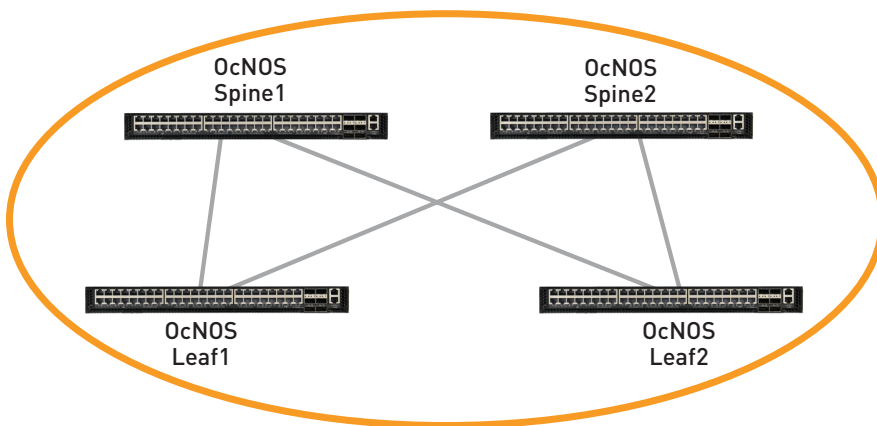 OcNOS
Spine1
OcNOS
Spine2
OcNOS
Leaf1
OcNOS
Leaf2